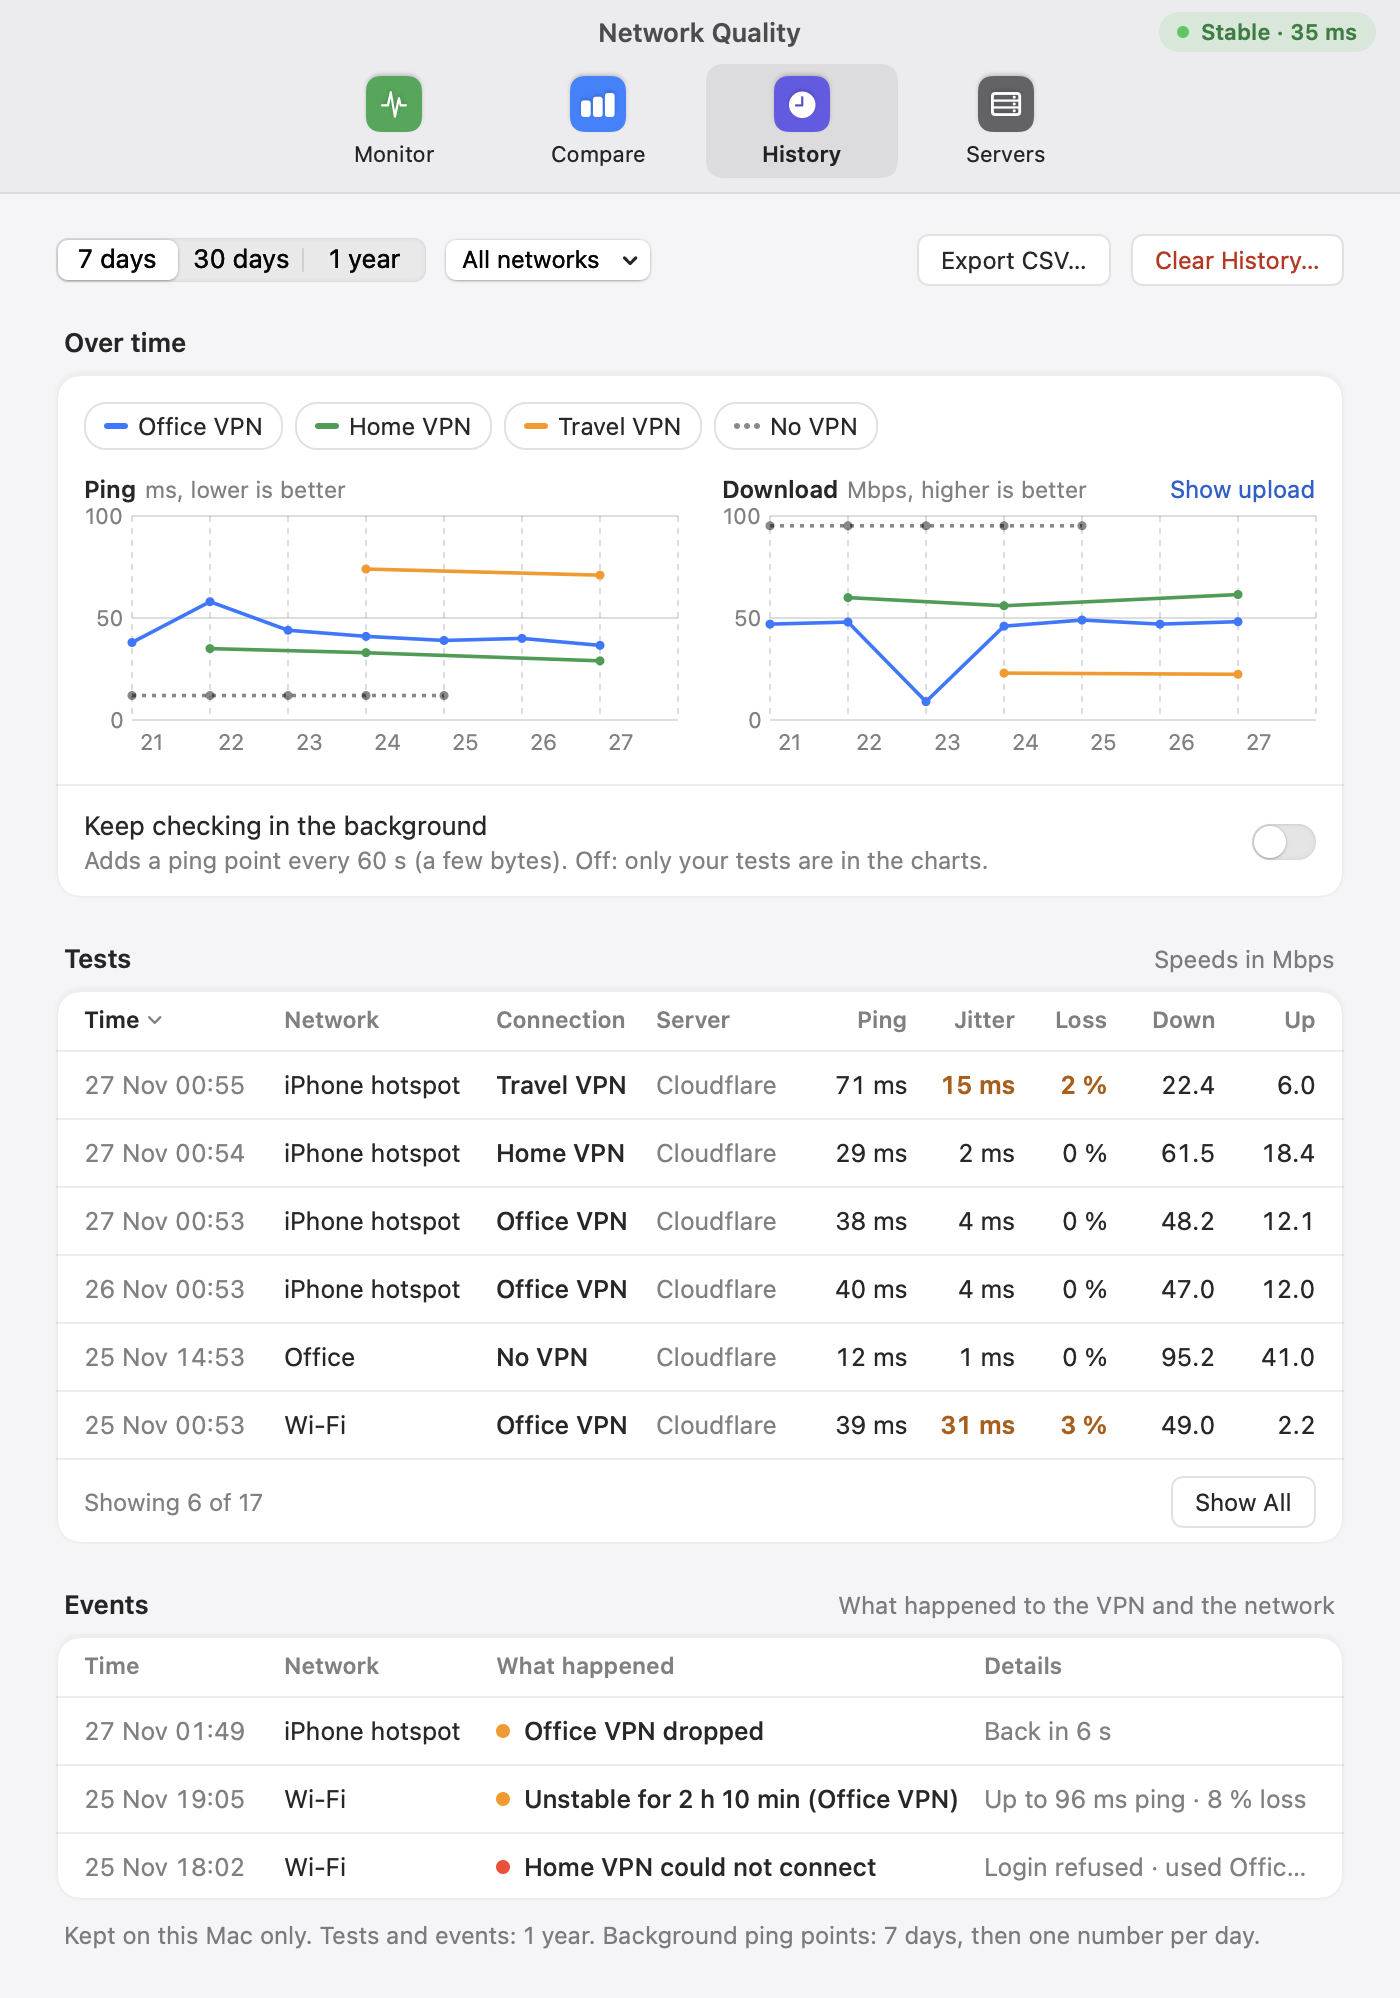 Network Quality
Stable · 35 ms
Monitor
Compare
History
Servers
7 days
30 days
1 year
All networks
Export CSV...
Clear History...
Over time
Office VPN
Home VPN
Travel VPN
No VPN
Ping ms, lower is better
100
50
0
21 22 23 24 25 26 27
Download Mbps, higher is better
Show upload
100
50
0
21 22 23 24 25 26 27
Keep checking in the background
Adds a ping point every 60 s (a few bytes). Off: only your tests are in the charts.
Tests
Speeds in Mbps
Time Network Connection Server Ping Jitter Loss Down Up
27 Nov 00:55 iPhone hotspot Travel VPN Cloudflare 71 ms 15 ms 2 % 22.4 6.0
27 Nov 00:54 iPhone hotspot Home VPN Cloudflare 29 ms 2 ms 0 % 61.5 18.4
27 Nov 00:53 iPhone hotspot Office VPN Cloudflare 38 ms 4 ms 0 % 48.2 12.1
26 Nov 00:53 iPhone hotspot Office VPN Cloudflare 40 ms 4 ms 0 % 47.0 12.0
25 Nov 14:53 Office No VPN Cloudflare 12 ms 1 ms 0 % 95.2 41.0
25 Nov 00:53 Wi-Fi Office VPN Cloudflare 39 ms 31 ms 3 % 49.0 2.2
Showing 6 of 17
Show All
Events
What happened to the VPN and the network
Time Network What happened Details
27 Nov 01:49 iPhone hotspot Office VPN dropped Back in 6 s
25 Nov 19:05 Wi-Fi Unstable for 2 h 10 min (Office VPN) Up to 96 ms ping · 8 % loss
25 Nov 18:02 Wi-Fi Home VPN could not connect Login refused · used Offic...
Kept on this Mac only. Tests and events: 1 year. Background ping points: 7 days, then one number per day.